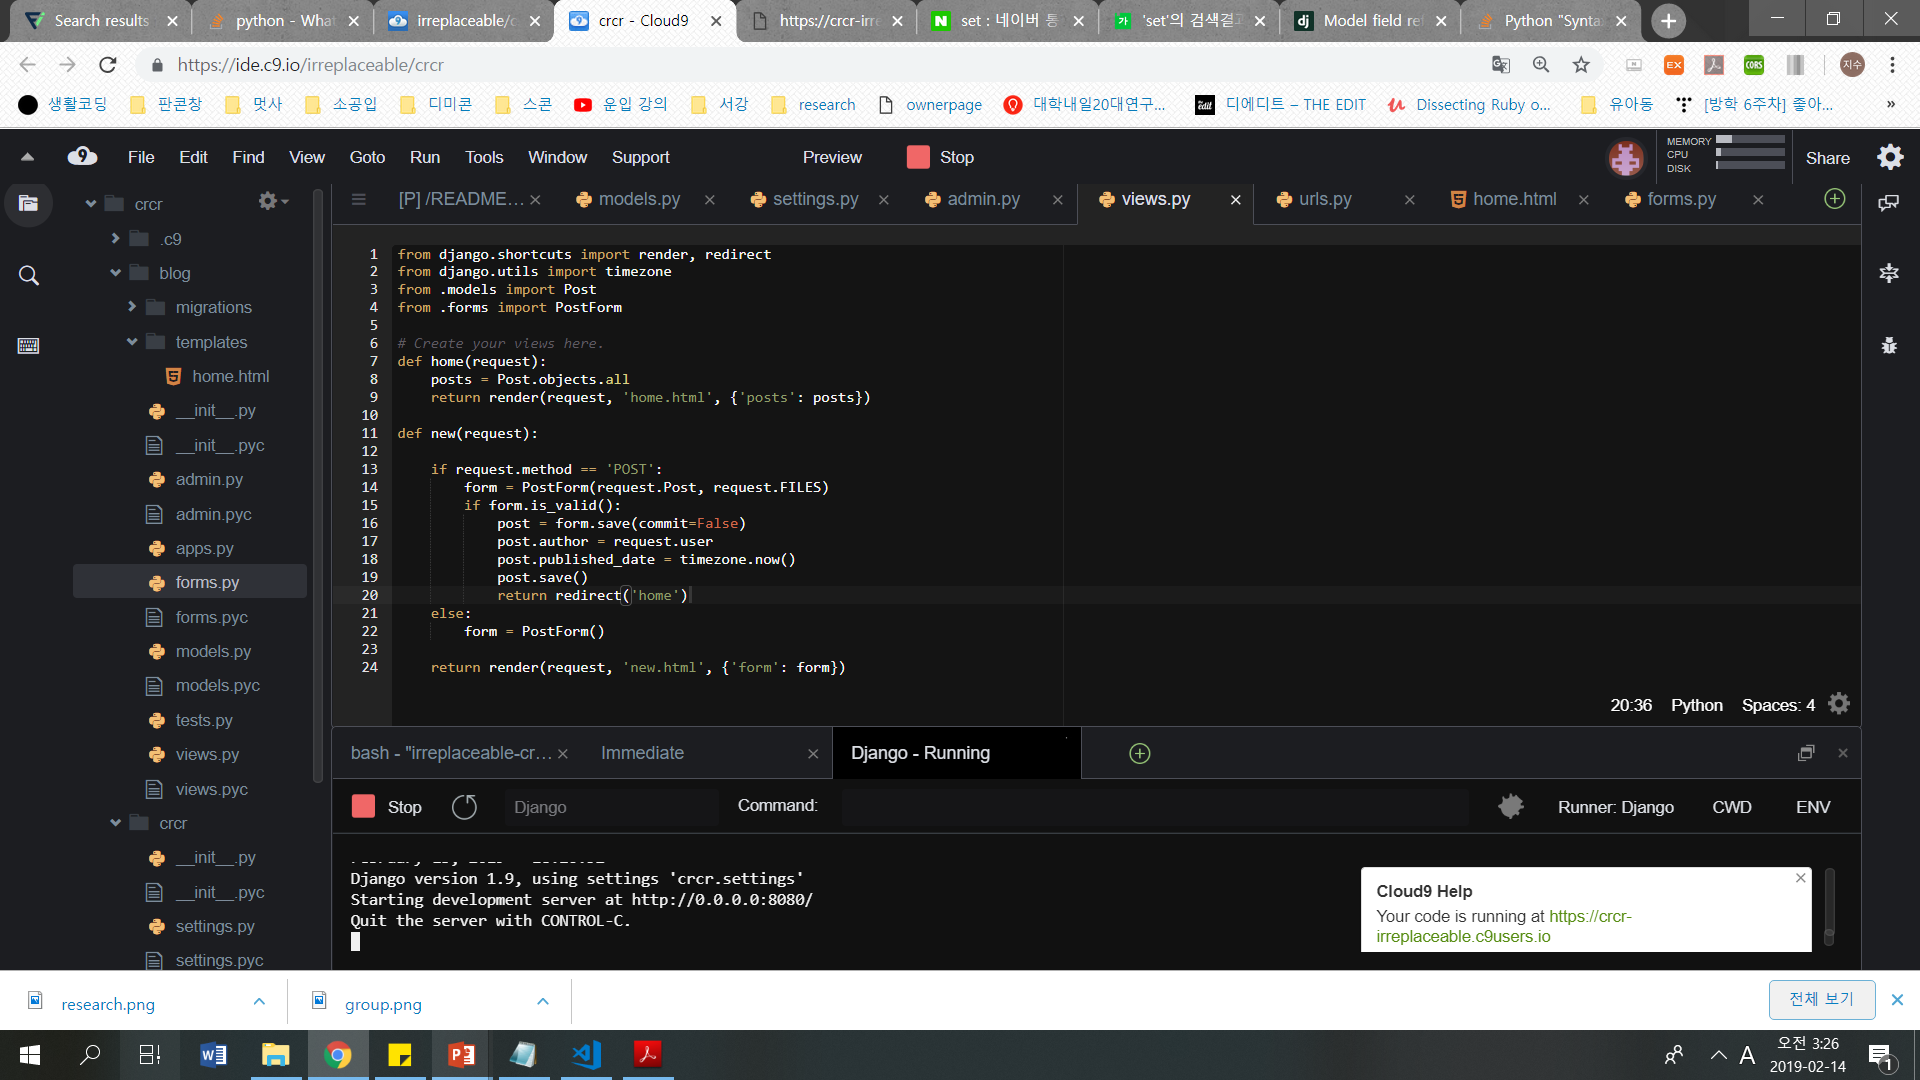 Search results
python - Wha
irreplaceable/c
crcr - Cloud9
https://crcr-irre
set : 네이버 통
'set'의 검색결
Model field re
Python "Synta
https://ide.c9.io/irreplaceable/crcr
지수
생활코딩
판콘창
멋사
소공입
디미콘
스콘
운입 강의
서강
research
ownerpage
대학내일20대연구...
디에디트 – THE EDIT
Dissecting Ruby o...
유아동
[방학 6주차] 좋아...
»
File Edit Find View Goto Run Tools Window Support
Preview
Stop
MEMORY
CPU
DISK
Share
crcr
.c9
blog
migrations
templates
home.html
__init__.py
__init__.pyc
admin.py
admin.pyc
apps.py
forms.py
forms.pyc
models.py
models.pyc
tests.py
views.py
views.pyc
crcr
__init__.py
__init__.pyc
settings.py
settings.pyc
[P] /README...
models.py
settings.py
admin.py
views.py
urls.py
home.html
forms.py
1 from django.shortcuts import render, redirect
2 from django.utils import timezone
3 from .models import Post
4 from .forms import PostForm
5
6 # Create your views here.
7 def home(request):
8 posts = Post.objects.all
9 return render(request, 'home.html', {'posts': posts})
10
11 def new(request):
12
13 if request.method == 'POST':
14 form = PostForm(request.Post, request.FILES)
15 if form.is_valid():
16 post = form.save(commit=False)
17 post.author = request.user
18 post.published_date = timezone.now()
19 post.save()
20 return redirect('home')
21 else:
22 form = PostForm()
23
24 return render(request, 'new.html', {'form': form})
20:36 Python Spaces: 4
bash - "irreplaceable-cr...
Immediate
Django - Running
Stop
Django
Command:
Runner: Django
CWD
ENV
Django version 1.9, using settings 'crcr.settings'
Starting development server at http://0.0.0.0:8080/
Quit the server with CONTROL-C.
Cloud9 Help
Your code is running at https://crcr-
irreplaceable.c9users.io
research.png
group.png
전체 보기
A
오전 3:26
2019-02-14
1